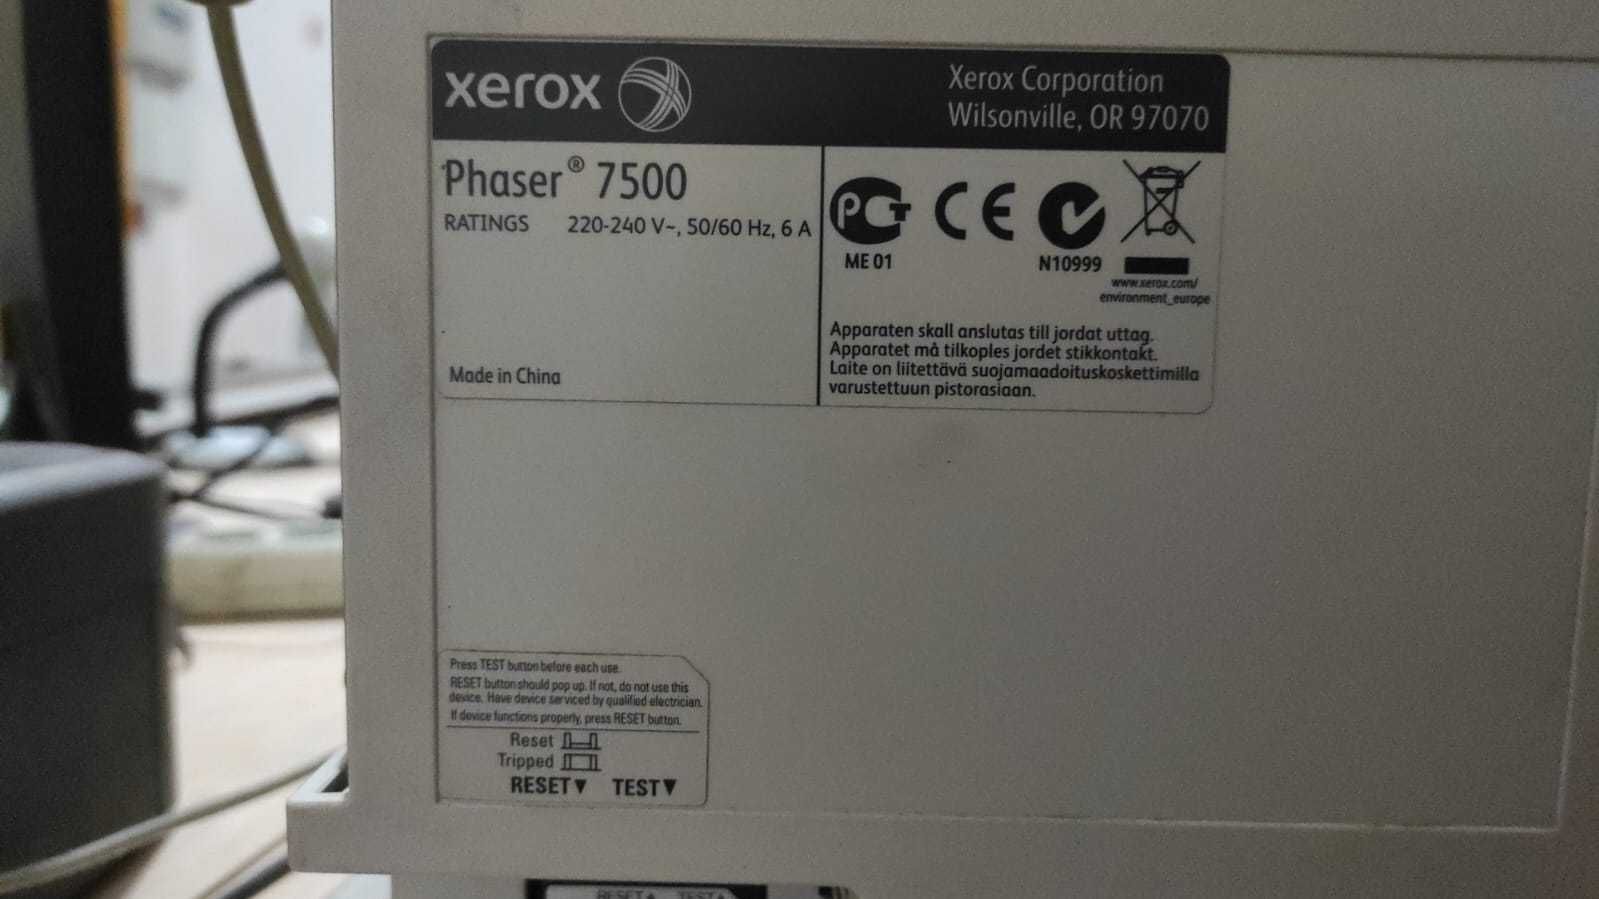 xerox
Xerox Corporation
Wilsonville, OR 97070
Phaser® 7500
RATINGS 220-240 V~, 50/60 Hz, 6 A
Made in China
ME 01
N10999
www.xerox.com/
environment_europe
Apparaten skall anslutas till jordat uttag.
Apparatet må tilkoples jordet stikkontakt.
Laite on liitettävä suojamaadoituskoskettimilla
varustettuun pistorasiaan.
Press TEST button before each use.
RESET button should pop up. If not, do not use this
device. Have device serviced by qualified electrician.
If device functions properly, press RESET button.
Reset
Tripped
RESET▼ TEST▼
RESET▲ TEST▲